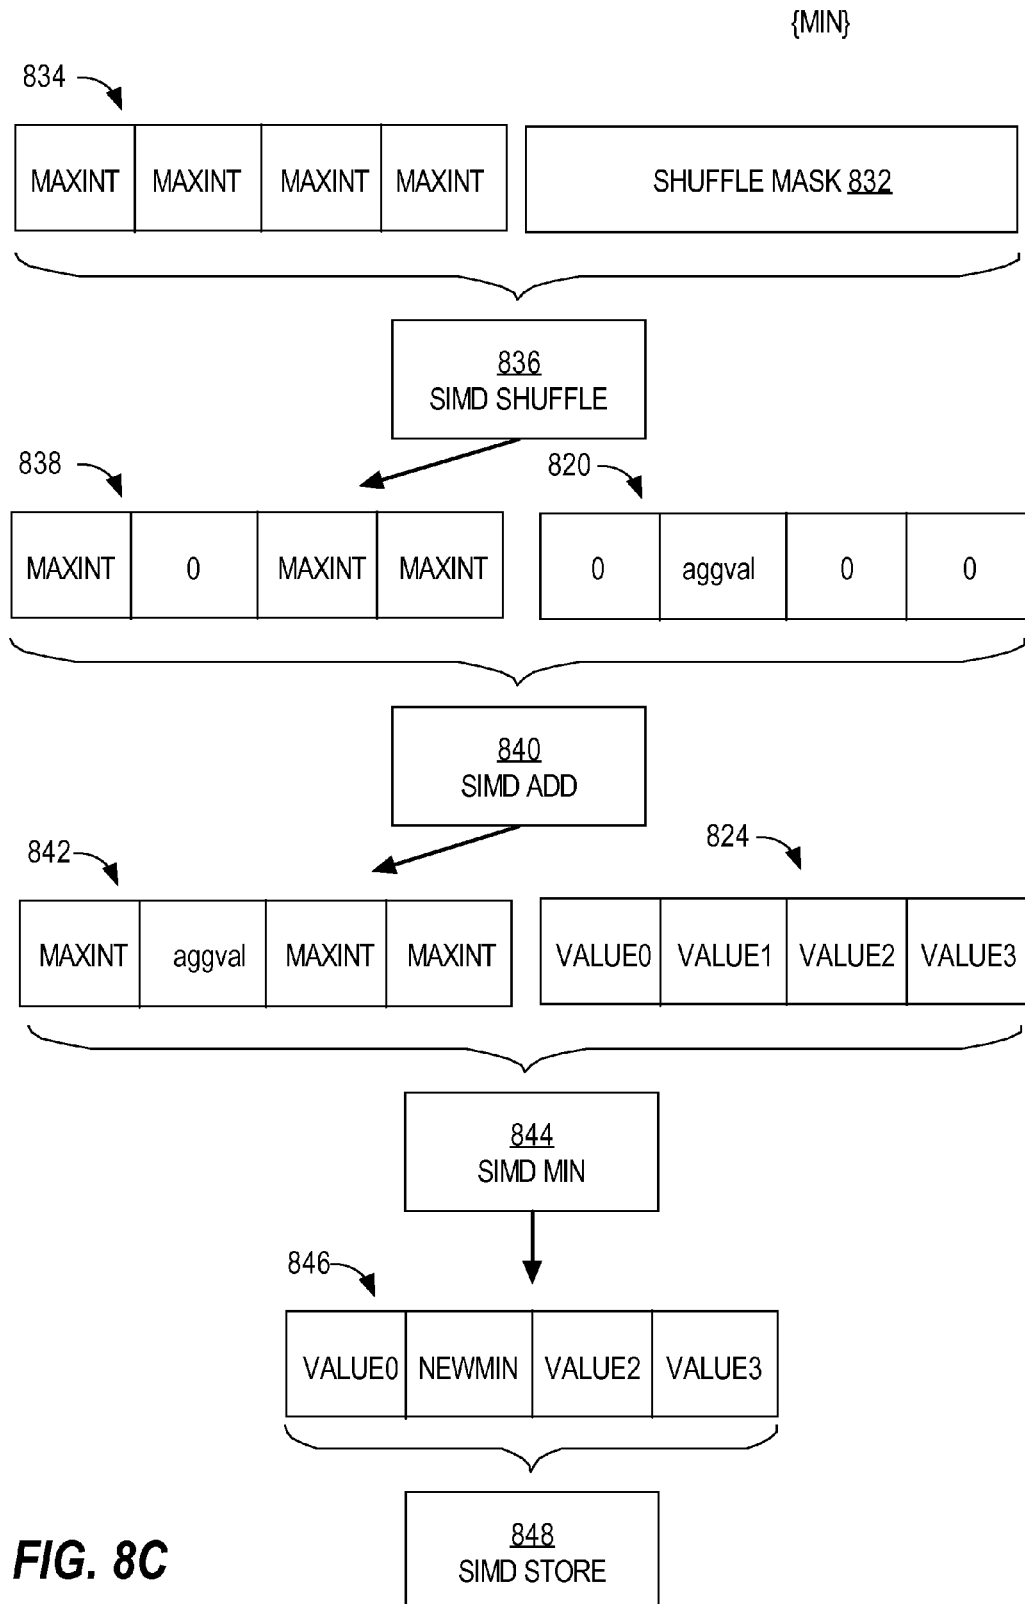 {MIN}
834
MAXINT MAXINT MAXINT MAXINT SHUFFLE MASK 832
836
SIMD SHUFFLE
838 820
MAXINT 0 MAXINT MAXINT 0 aggval 0 0
840
SIMD ADD
842 824
MAXINT aggval MAXINT MAXINT VALUE0 VALUE1 VALUE2 VALUE3
844
SIMD MIN
846
VALUE0 NEWMIN VALUE2 VALUE3
848
SIMD STORE
FIG. 8C